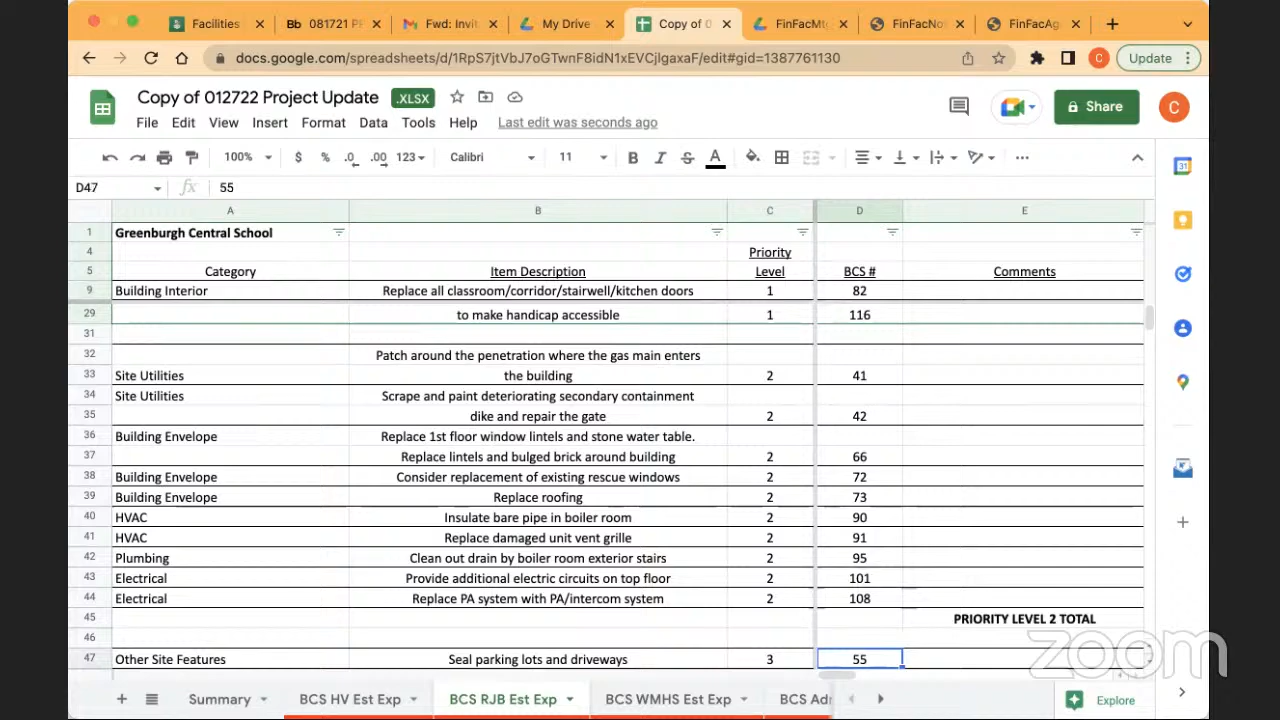 Facilities
Bb 081721 P
Fwd: Invi
My Drive
Copy of 0
FinFacMt
FinFacNo
FinFacAg
docs.google.com/spreadsheets/d/1RpS7jtVbJ7oGTwnF8idN1xEVCjlgaxaF/edit#gid=1387761130
C
Update
Copy of 012722 Project Update .XLSX
File Edit View Insert Format Data Tools Help Last edit was seconds ago
Share
C
100% $ % .0 .00 123 Calibri 11 B I S A
D47 fx 55
A B C D E
1 Greenburgh Central School
4 Priority
5 Category Item Description Level BCS # Comments
9 Building Interior Replace all classroom/corridor/stairwell/kitchen doors 1 82
29 to make handicap accessible 1 116
31
32 Patch around the penetration where the gas main enters
33 Site Utilities the building 2 41
34 Site Utilities Scrape and paint deteriorating secondary containment
35 dike and repair the gate 2 42
36 Building Envelope Replace 1st floor window lintels and stone water table.
37 Replace lintels and bulged brick around building 2 66
38 Building Envelope Consider replacement of existing rescue windows 2 72
39 Building Envelope Replace roofing 2 73
40 HVAC Insulate bare pipe in boiler room 2 90
41 HVAC Replace damaged unit vent grille 2 91
42 Plumbing Clean out drain by boiler room exterior stairs 2 95
43 Electrical Provide additional electric circuits on top floor 2 101
44 Electrical Replace PA system with PA/intercom system 2 108
45 PRIORITY LEVEL 2 TOTAL
46
47 Other Site Features Seal parking lots and driveways 3 55
zoom
Summary BCS HV Est Exp BCS RJB Est Exp BCS WMHS Est Exp BCS Adr
Explore
31